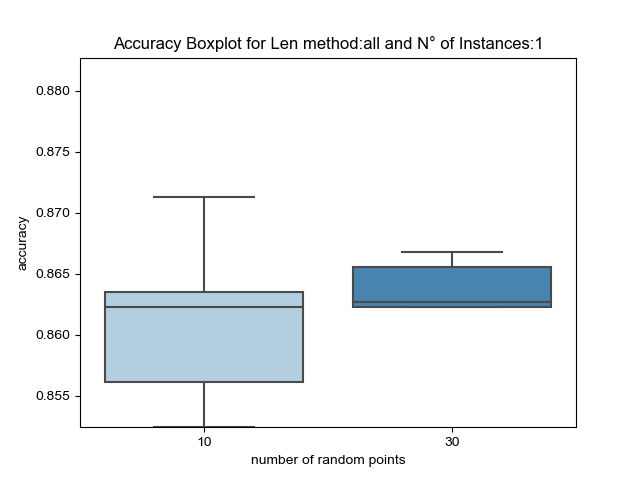 Accuracy Boxplot for Len method:all and N° of Instances:1
0.880
0.875
0.870
0.865
0.860
0.855
accuracy
10 30
number of random points